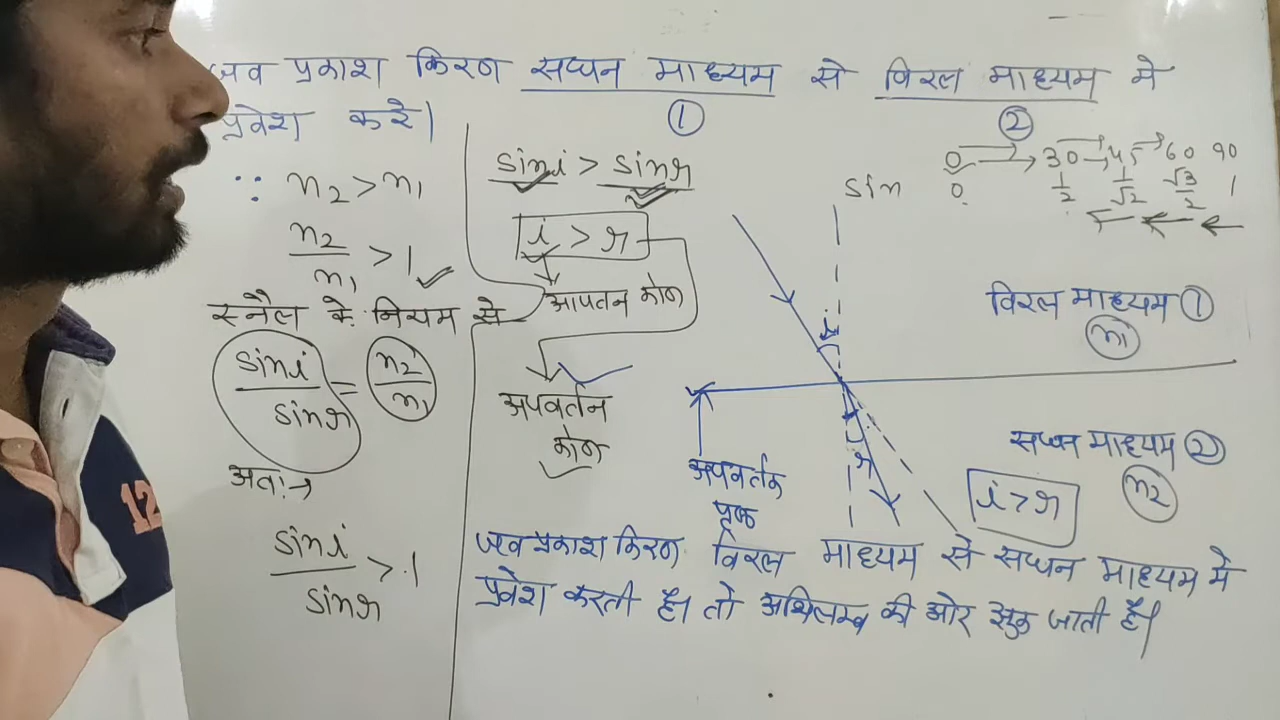 जब प्रकाश किरण सघन माध्यम से विरल माध्यम में
प्रवेश करे।
①
②
∵ n₂ > n₁
n₂/n₁ > 1
स्नैल के नियम से
sin i / sin r = n₂/n₁
अतः→
sin i / sin r > 1
sin i > sin r
i > r
आपतन कोण
अपवर्तन
कोण
0 30 45 60 90
sin 0 1/2 1/√2 √3/2 1
विरल माध्यम ①
n₁
i
सघन माध्यम ②
n₂
r
i > r
अपवर्तक
पृष्ठ
जब प्रकाश किरण विरल माध्यम से सघन माध्यम में
प्रवेश करती है। तो अभिलम्ब की ओर झुक जाती है।
12